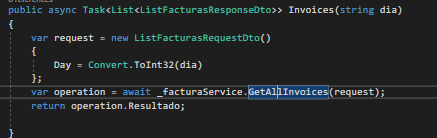 public async Task<List<ListFacturasResponseDto>> Invoices(string dia)
{
var request = new ListFacturasRequestDto()
{
Day = Convert.ToInt32(dia)
};
var operation = await _facturaService.GetAllInvoices(request);
return operation.Resultado;
}